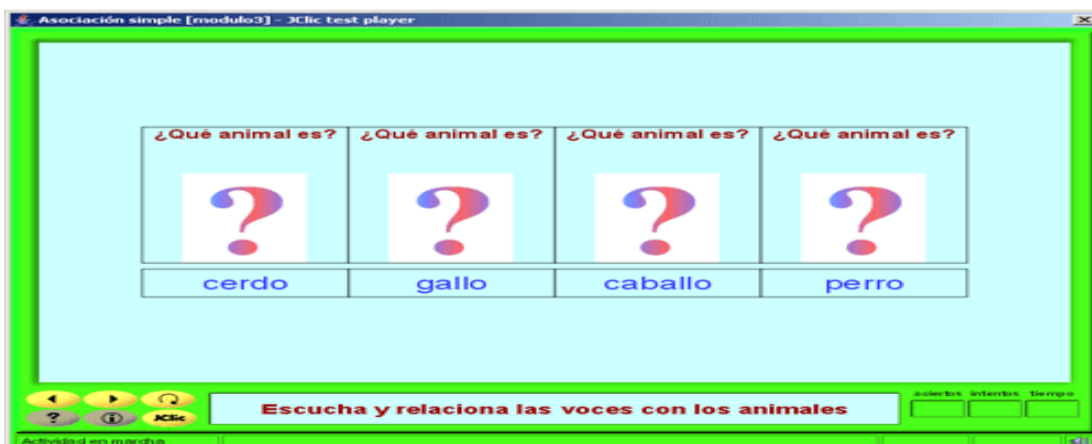 Asociación simple [modulo3] - JClic test player
¿Qué animal es? ¿Qué animal es? ¿Qué animal es? ¿Qué animal es?
? ? ? ?
cerdo gallo caballo perro
? i JClic
Escucha y relaciona las voces con los animales
aciertos intentos tiempo
Actividad en marcha